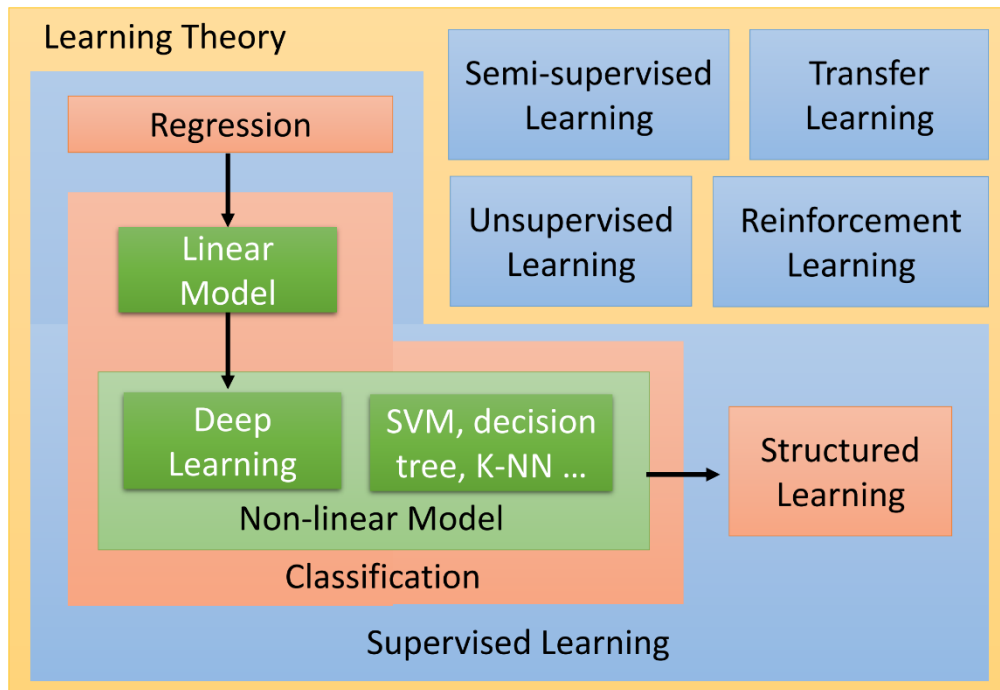 Learning Theory
Semi-supervised
Learning
Transfer
Learning
Regression
Unsupervised
Learning
Reinforcement
Learning
Linear
Model
Deep
Learning
SVM, decision
tree, K-NN ...
Structured
Learning
Non-linear Model
Classification
Supervised Learning